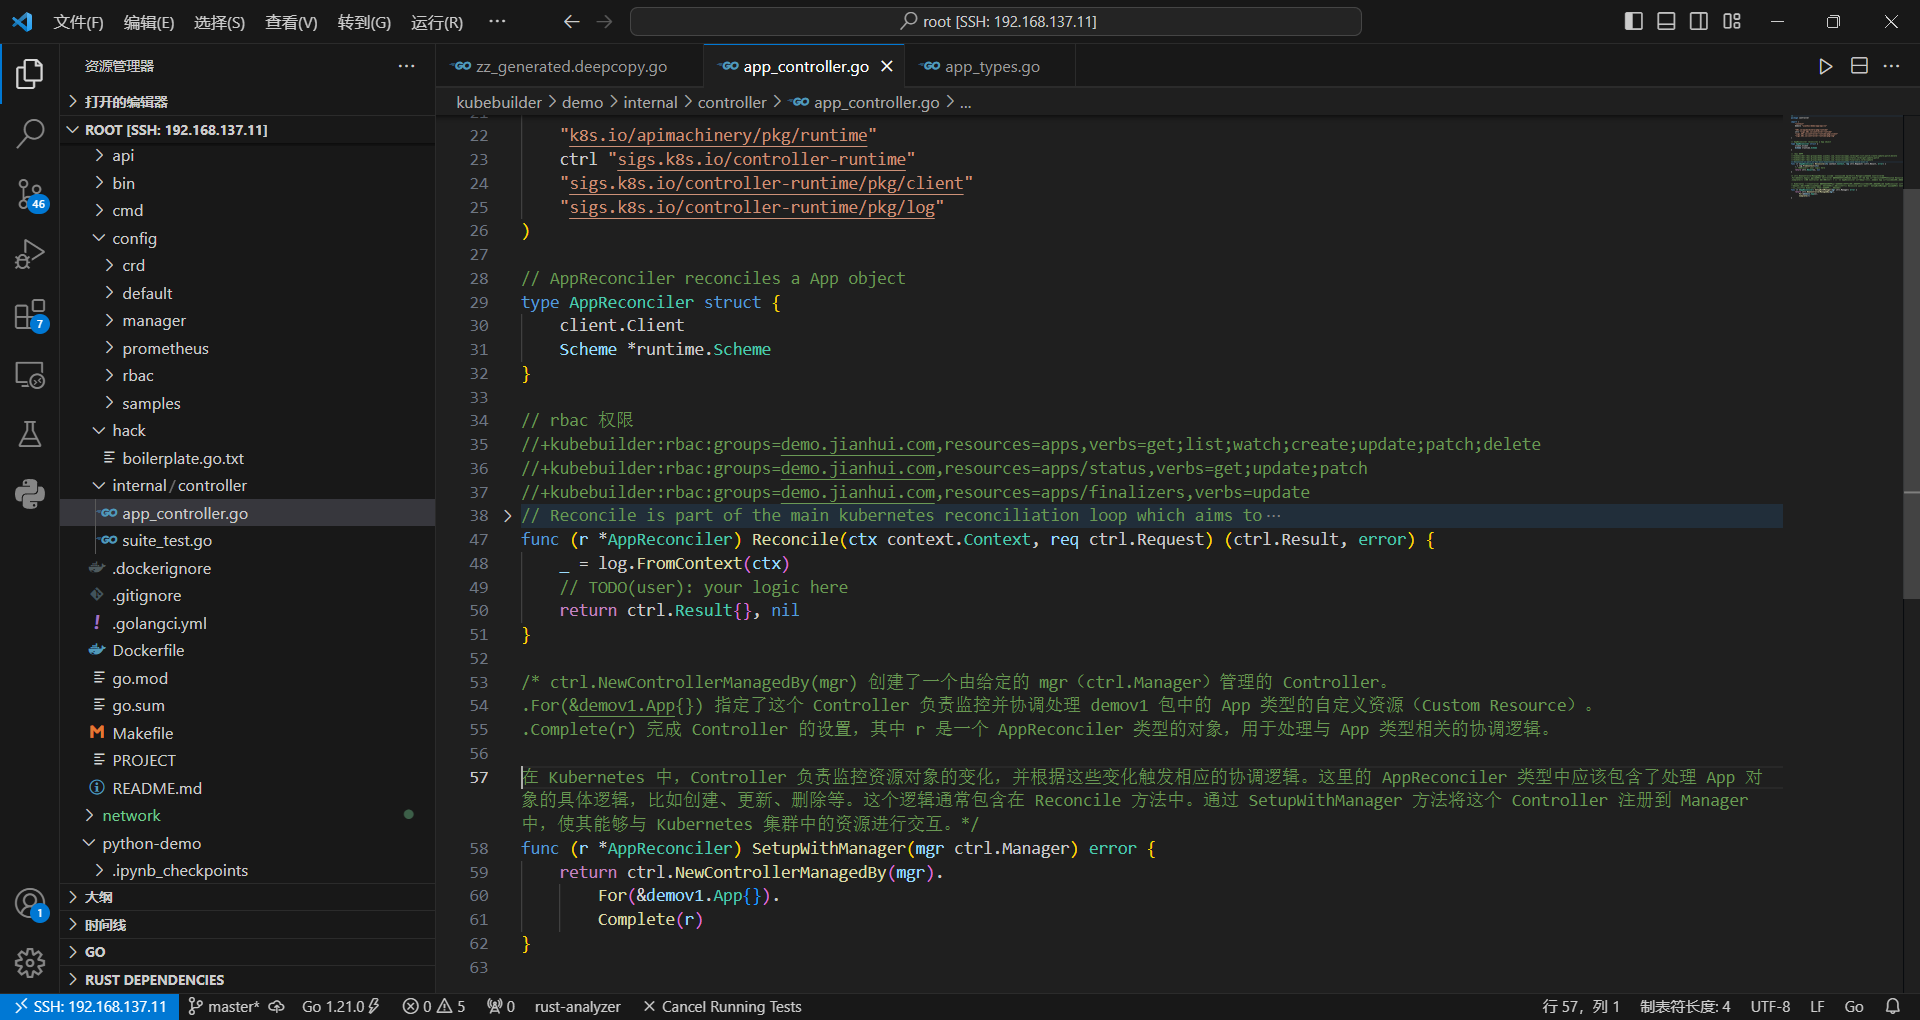 文件(F) 编辑(E) 选择(S) 查看(V) 转到(G) 运行(R) ···
root [SSH: 192.168.137.11]
资源管理器
打开的编辑器
ROOT [SSH: 192.168.137.11]
api
bin
cmd
config
crd
default
manager
prometheus
rbac
samples
hack
boilerplate.go.txt
internal/controller
app_controller.go
suite_test.go
.dockerignore
.gitignore
.golangci.yml
Dockerfile
go.mod
go.sum
Makefile
PROJECT
README.md
network
python-demo
.ipynb_checkpoints
大纲
时间线
GO
RUST DEPENDENCIES
46
7
1
zz_generated.deepcopy.go app_controller.go app_types.go
kubebuilder > demo > internal > controller > app_controller.go > ...
22 "k8s.io/apimachinery/pkg/runtime"
23 ctrl "sigs.k8s.io/controller-runtime"
24 "sigs.k8s.io/controller-runtime/pkg/client"
25 "sigs.k8s.io/controller-runtime/pkg/log"
26 )
27
28 // AppReconciler reconciles a App object
29 type AppReconciler struct {
30 client.Client
31 Scheme *runtime.Scheme
32 }
33
34 // rbac 权限
35 //+kubebuilder:rbac:groups=demo.jianhui.com,resources=apps,verbs=get;list;watch;create;update;patch;delete
36 //+kubebuilder:rbac:groups=demo.jianhui.com,resources=apps/status,verbs=get;update;patch
37 //+kubebuilder:rbac:groups=demo.jianhui.com,resources=apps/finalizers,verbs=update
38 // Reconcile is part of the main kubernetes reconciliation loop which aims to···
47 func (r *AppReconciler) Reconcile(ctx context.Context, req ctrl.Request) (ctrl.Result, error) {
48 _ = log.FromContext(ctx)
49 // TODO(user): your logic here
50 return ctrl.Result{}, nil
51 }
52
53 /* ctrl.NewControllerManagedBy(mgr) 创建了一个由给定的 mgr（ctrl.Manager）管理的 Controller。
54 .For(&demov1.App{}) 指定了这个 Controller 负责监控并协调处理 demov1 包中的 App 类型的自定义资源（Custom Resource）。
55 .Complete(r) 完成 Controller 的设置，其中 r 是一个 AppReconciler 类型的对象，用于处理与 App 类型相关的协调逻辑。
56
57 在 Kubernetes 中，Controller 负责监控资源对象的变化，并根据这些变化触发相应的协调逻辑。这里的 AppReconciler 类型中应该包含了处理 App 对
象的具体逻辑，比如创建、更新、删除等。这个逻辑通常包含在 Reconcile 方法中。通过 SetupWithManager 方法将这个 Controller 注册到 Manager
中，使其能够与 Kubernetes 集群中的资源进行交互。*/
58 func (r *AppReconciler) SetupWithManager(mgr ctrl.Manager) error {
59 return ctrl.NewControllerManagedBy(mgr).
60 For(&demov1.App{}).
61 Complete(r)
62 }
63
SSH: 192.168.137.11 master* Go 1.21.0 0 5 0 rust-analyzer Cancel Running Tests 行 57，列 1 制表符长度: 4 UTF-8 LF Go